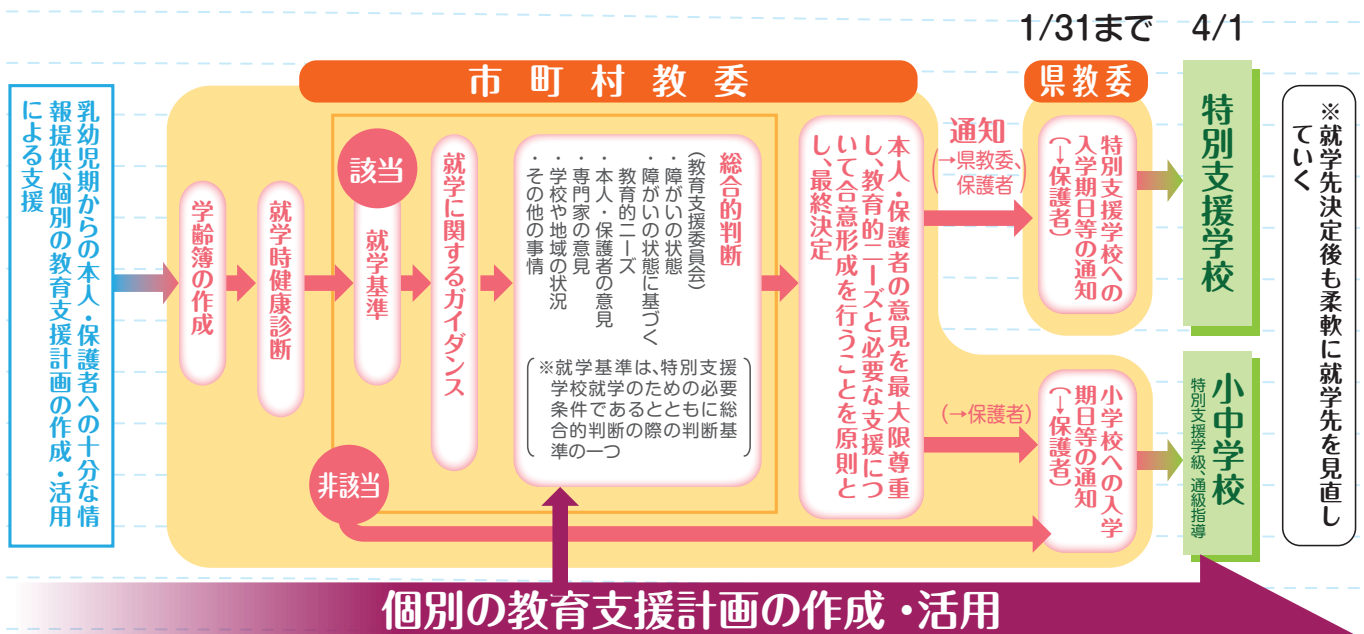 1/31まで
4/1
市町村教委
県教委
乳幼児期からの本人・保護者への十分な情
報提供、個別の教育支援計画の作成・活用
による支援
学齢簿の作成
就学時健康診断
該当
就学基準
非該当
就学に関するガイダンス
総合的判断
(教育支援委員会)
・障がいの状態
・障がいの状態に基づく
教育的ニーズ
・本人・保護者の意見
・専門家の意見
・学校や地域の状況
・その他の事情
※就学基準は、特別支援
学校就学のための必要
条件であるとともに総
合的判断の際の判断基
準の一つ
本人・保護者の意見を最大限尊重
し、教育的ニーズと必要な支援につ
いて合意形成を行うことを原則と
し、最終決定
通知
(→県教委、
保護者)
特別支援学校への
入学期日等の通知
(→保護者)
特別支援学校
(→保護者)
小学校への入学
期日等の通知
(→保護者)
小中学校
特別支援学級、通級指導
※就学先決定後も柔軟に就学先を見直し
ていく
個別の教育支援計画の作成・活用